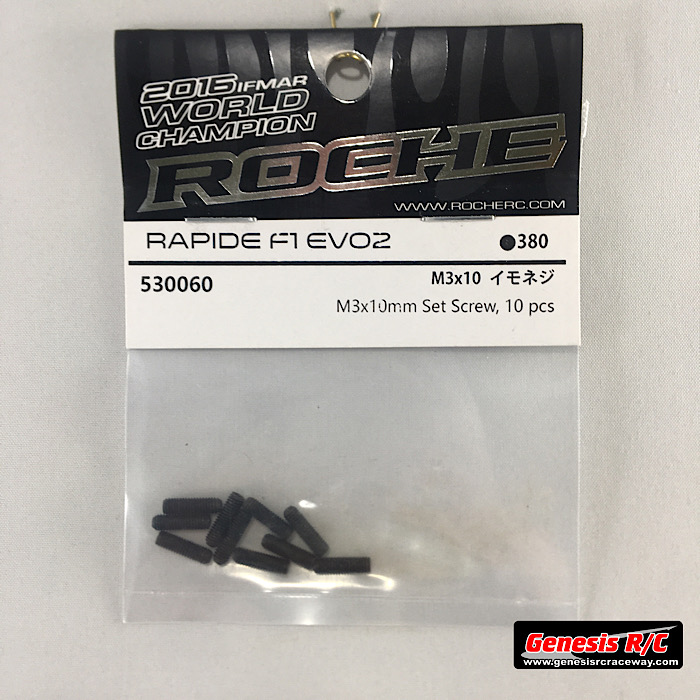 2015 IFMAR
WORLD
CHAMPION
ROCHE
WWW.ROCHERC.COM
RAPIDE F1 EVO2 ●380
530060 M3x10 イモネジ
M3x10mm Set Screw, 10 pcs
Genesis R/C
www.genesisrcraceway.com